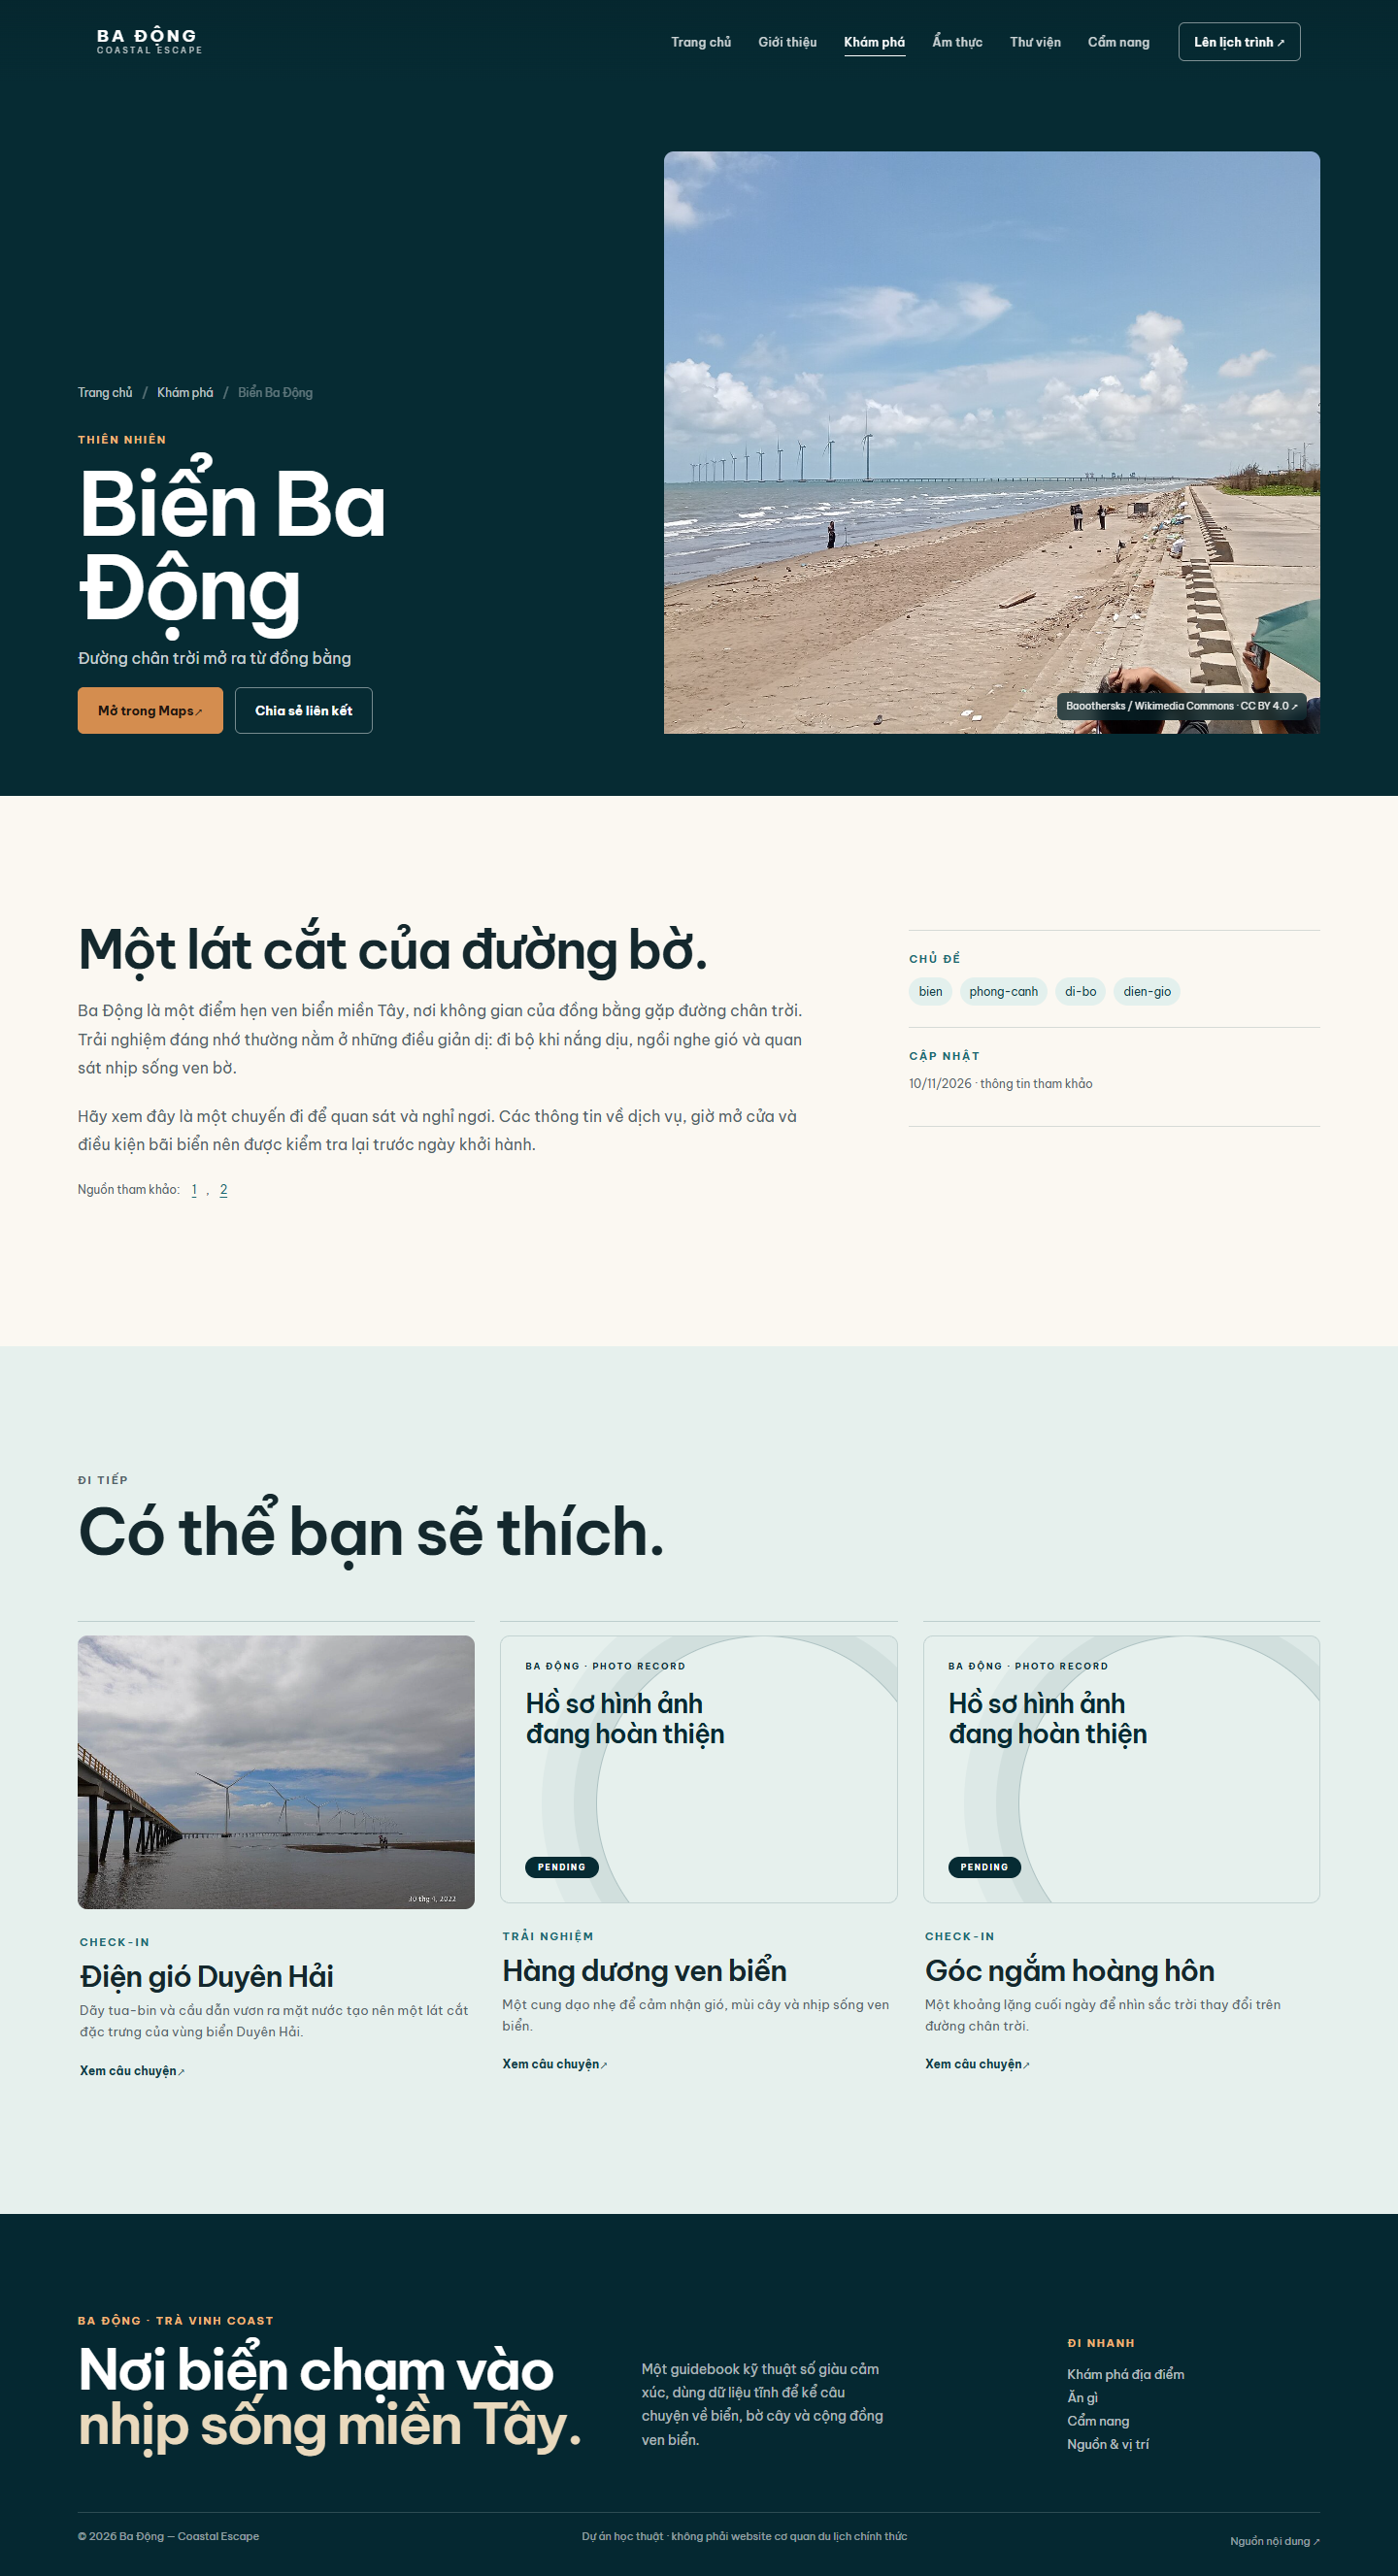 BA ĐỘNG
COASTAL ESCAPE
Trang chủ
Giới thiệu
Khám phá
Ẩm thực
Thư viện
Cẩm nang
Lên lịch trình ↗
Trang chủ / Khám phá / Biển Ba Động
THIÊN NHIÊN
Biển Ba
Động
Đường chân trời mở ra từ đồng bằng
Mở trong Maps↗
Chia sẻ liên kết
Baoothersks / Wikimedia Commons · CC BY 4.0 ↗
Một lát cắt của đường bờ.
Ba Động là một điểm hẹn ven biển miền Tây, nơi không gian của đồng bằng gặp đường chân trời.
Trải nghiệm đáng nhớ thường nằm ở những điều giản dị: đi bộ khi nắng dịu, ngồi nghe gió và quan
sát nhịp sống ven bờ.
Hãy xem đây là một chuyến đi để quan sát và nghỉ ngơi. Các thông tin về dịch vụ, giờ mở cửa và
điều kiện bãi biển nên được kiểm tra lại trước ngày khởi hành.
Nguồn tham khảo: 1 , 2
CHỦ ĐỀ
bien
phong-canh
di-bo
dien-gio
CẬP NHẬT
10/11/2026 · thông tin tham khảo
ĐI TIẾP
Có thể bạn sẽ thích.
30 thg 4, 2022
CHECK-IN
Điện gió Duyên Hải
Dãy tua-bin và cầu dẫn vươn ra mặt nước tạo nên một lát cắt
đặc trưng của vùng biển Duyên Hải.
Xem câu chuyện↗
BA ĐỘNG · PHOTO RECORD
Hồ sơ hình ảnh
đang hoàn thiện
PENDING
TRẢI NGHIỆM
Hàng dương ven biển
Một cung dạo nhẹ để cảm nhận gió, mùi cây và nhịp sống ven
biển.
Xem câu chuyện↗
BA ĐỘNG · PHOTO RECORD
Hồ sơ hình ảnh
đang hoàn thiện
PENDING
CHECK-IN
Góc ngắm hoàng hôn
Một khoảng lặng cuối ngày để nhìn sắc trời thay đổi trên
đường chân trời.
Xem câu chuyện↗
BA ĐỘNG · TRÀ VINH COAST
Nơi biển chạm vào
nhịp sống miền Tây.
Một guidebook kỹ thuật số giàu cảm
xúc, dùng dữ liệu tĩnh để kể câu
chuyện về biển, bờ cây và cộng đồng
ven biển.
ĐI NHANH
Khám phá địa điểm
Ăn gì
Cẩm nang
Nguồn & vị trí
© 2026 Ba Động — Coastal Escape
Dự án học thuật · không phải website cơ quan du lịch chính thức
Nguồn nội dung ↗